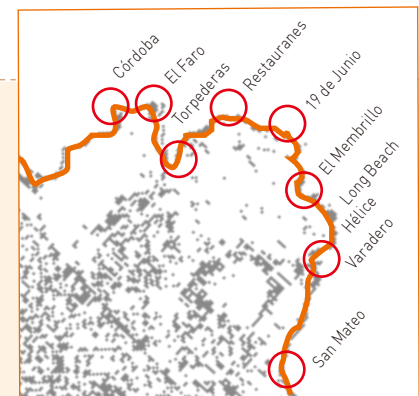 Córdoba
El Faro
Torpederas
Restauranes
19 de Junio
El Membrillo
Long Beach
Hélice
Varadero
San Mateo